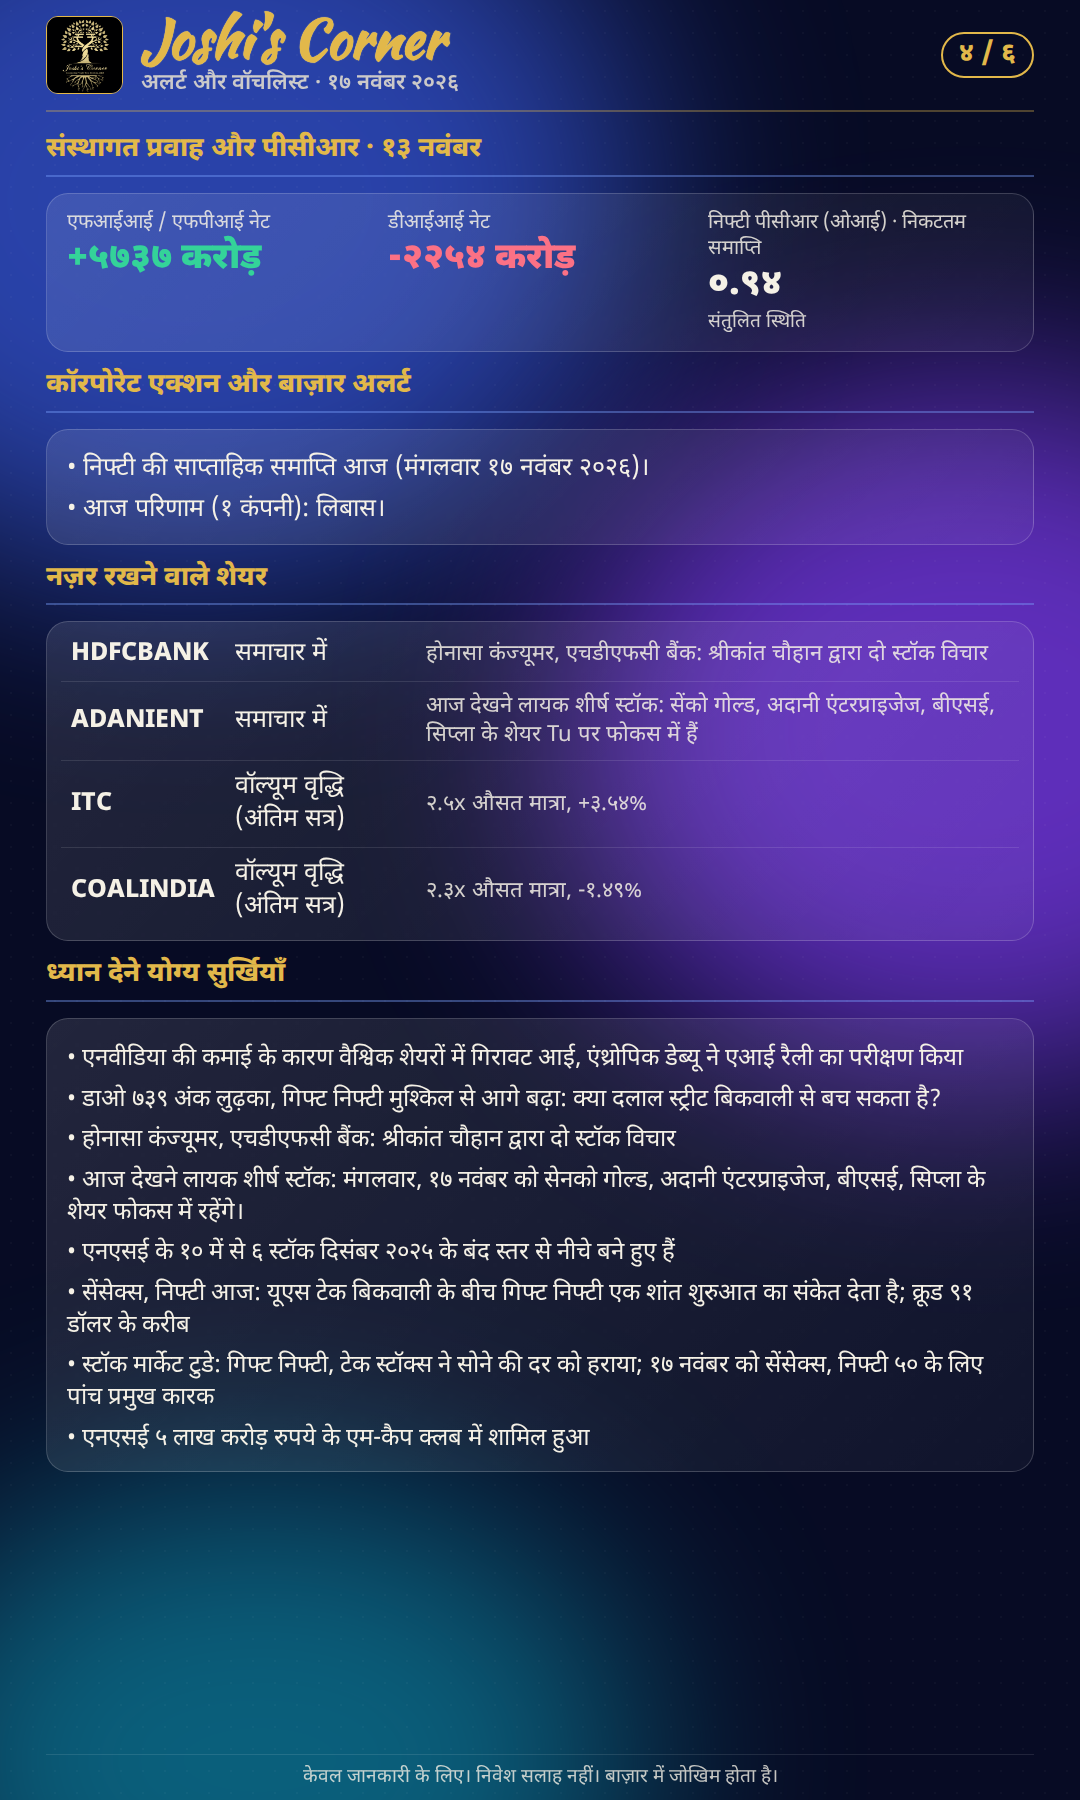 Joshi's Corner
Joshi's Corner
अलर्ट और वॉचलिस्ट · १७ नवंबर २०२६
४ / ६
संस्थागत प्रवाह और पीसीआर · १३ नवंबर
एफआईआई / एफपीआई नेट
+५७३७ करोड़
डीआईआई नेट
-२२५४ करोड़
निफ्टी पीसीआर (ओआई) · निकटतम
समाप्ति
०.९४
संतुलित स्थिति
कॉरपोरेट एक्शन और बाज़ार अलर्ट
• निफ्टी की साप्ताहिक समाप्ति आज (मंगलवार १७ नवंबर २०२६)।
• आज परिणाम (१ कंपनी): लिबास।
नज़र रखने वाले शेयर
HDFCBANK समाचार में होनासा कंज्यूमर, एचडीएफसी बैंक: श्रीकांत चौहान द्वारा दो स्टॉक विचार
ADANIENT समाचार में आज देखने लायक शीर्ष स्टॉक: सेंको गोल्ड, अदानी एंटरप्राइजेज, बीएसई,
सिप्ला के शेयर Tu पर फोकस में हैं
ITC वॉल्यूम वृद्धि
(अंतिम सत्र) २.५x औसत मात्रा, +३.५४%
COALINDIA वॉल्यूम वृद्धि
(अंतिम सत्र) २.३x औसत मात्रा, -१.४९%
ध्यान देने योग्य सुर्खियाँ
• एनवीडिया की कमाई के कारण वैश्विक शेयरों में गिरावट आई, एंथ्रोपिक डेब्यू ने एआई रैली का परीक्षण किया
• डाओ ७३९ अंक लुढ़का, गिफ्ट निफ्टी मुश्किल से आगे बढ़ा: क्या दलाल स्ट्रीट बिकवाली से बच सकता है?
• होनासा कंज्यूमर, एचडीएफसी बैंक: श्रीकांत चौहान द्वारा दो स्टॉक विचार
• आज देखने लायक शीर्ष स्टॉक: मंगलवार, १७ नवंबर को सेनको गोल्ड, अदानी एंटरप्राइजेज, बीएसई, सिप्ला के
शेयर फोकस में रहेंगे।
• एनएसई के १० में से ६ स्टॉक दिसंबर २०२५ के बंद स्तर से नीचे बने हुए हैं
• सेंसेक्स, निफ्टी आज: यूएस टेक बिकवाली के बीच गिफ्ट निफ्टी एक शांत शुरुआत का संकेत देता है; क्रूड ९१
डॉलर के करीब
• स्टॉक मार्केट टुडे: गिफ्ट निफ्टी, टेक स्टॉक्स ने सोने की दर को हराया; १७ नवंबर को सेंसेक्स, निफ्टी ५० के लिए
पांच प्रमुख कारक
• एनएसई ५ लाख करोड़ रुपये के एम-कैप क्लब में शामिल हुआ
केवल जानकारी के लिए। निवेश सलाह नहीं। बाज़ार में जोखिम होता है।